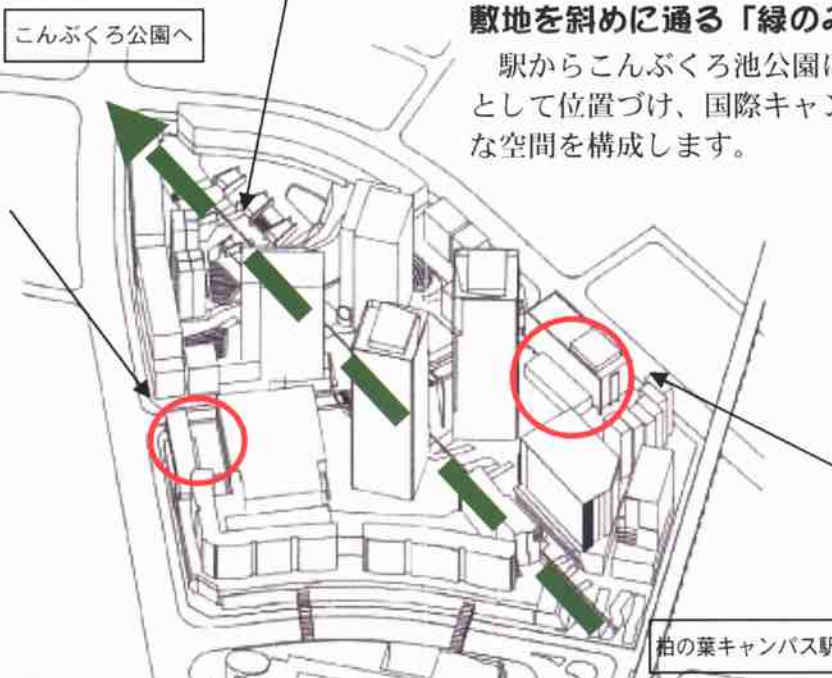 こんぶくろ公園へ
敷地を斜めに通る「緑のみ
駅からこんぶくろ池公園に
として位置づけ、国際キャン
な空間を構成します。
柏の葉キャンパス駅